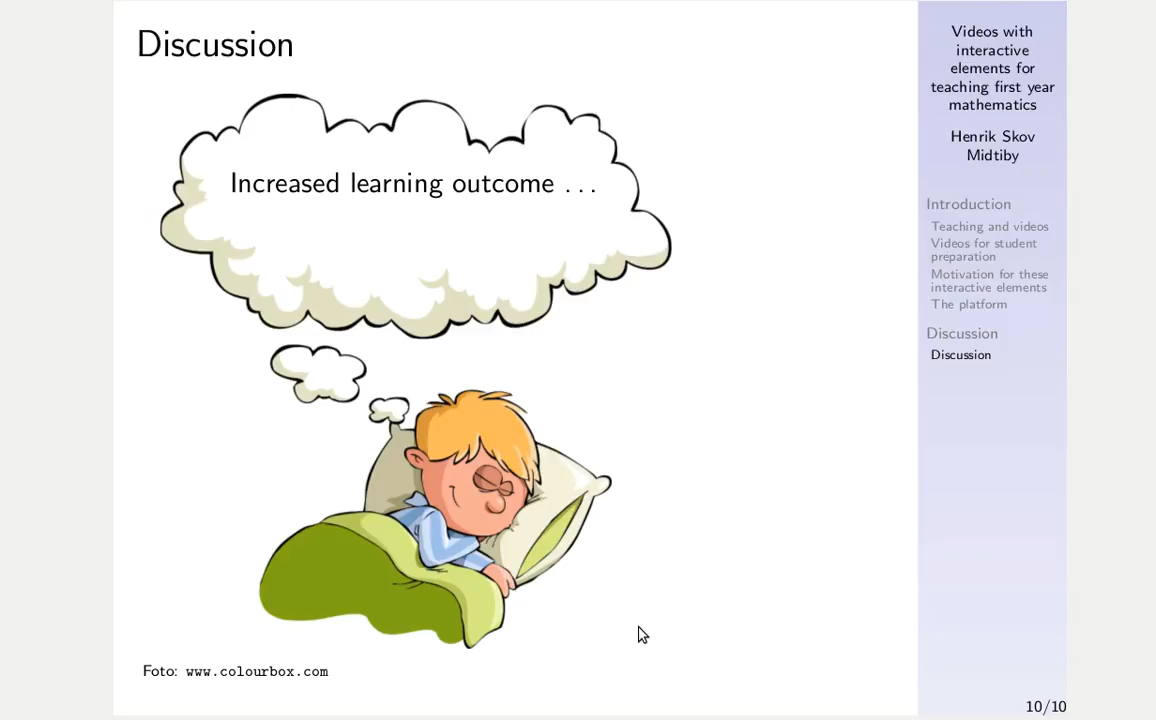 Discussion
Increased learning outcome ...
Foto: www.colourbox.com
Videos with
interactive
elements for
teaching first year
mathematics
Henrik Skov
Midtiby
Introduction
Teaching and videos
Videos for student
preparation
Motivation for these
interactive elements
The platform
Discussion
Discussion
10/10